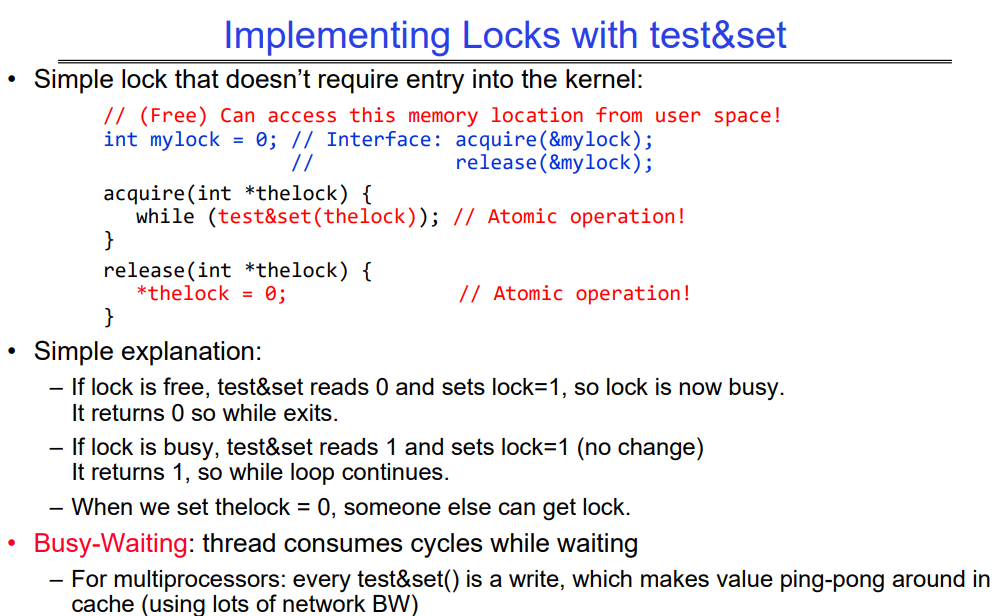 Implementing Locks with test&set
• Simple lock that doesn't require entry into the kernel:
// (Free) Can access this memory location from user space!
int mylock = 0; // Interface: acquire(&mylock);
// release(&mylock);
acquire(int *thelock) {
while (test&set(thelock)); // Atomic operation!
}
release(int *thelock) {
*thelock = 0; // Atomic operation!
}
• Simple explanation:
– If lock is free, test&set reads 0 and sets lock=1, so lock is now busy.
It returns 0 so while exits.
– If lock is busy, test&set reads 1 and sets lock=1 (no change)
It returns 1, so while loop continues.
– When we set thelock = 0, someone else can get lock.
• Busy-Waiting: thread consumes cycles while waiting
– For multiprocessors: every test&set() is a write, which makes value ping-pong around in
cache (using lots of network BW)